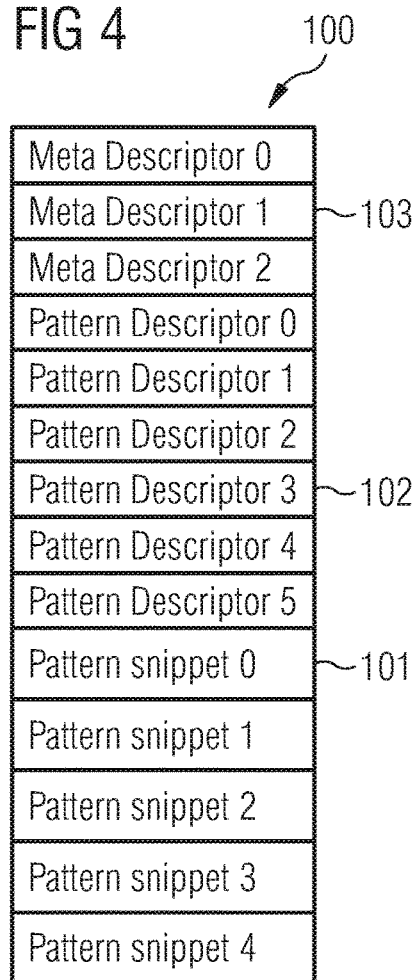 FIG 4
100
Meta Descriptor 0
Meta Descriptor 1
103
Meta Descriptor 2
Pattern Descriptor 0
Pattern Descriptor 1
Pattern Descriptor 2
Pattern Descriptor 3
102
Pattern Descriptor 4
Pattern Descriptor 5
Pattern snippet 0
101
Pattern snippet 1
Pattern snippet 2
Pattern snippet 3
Pattern snippet 4